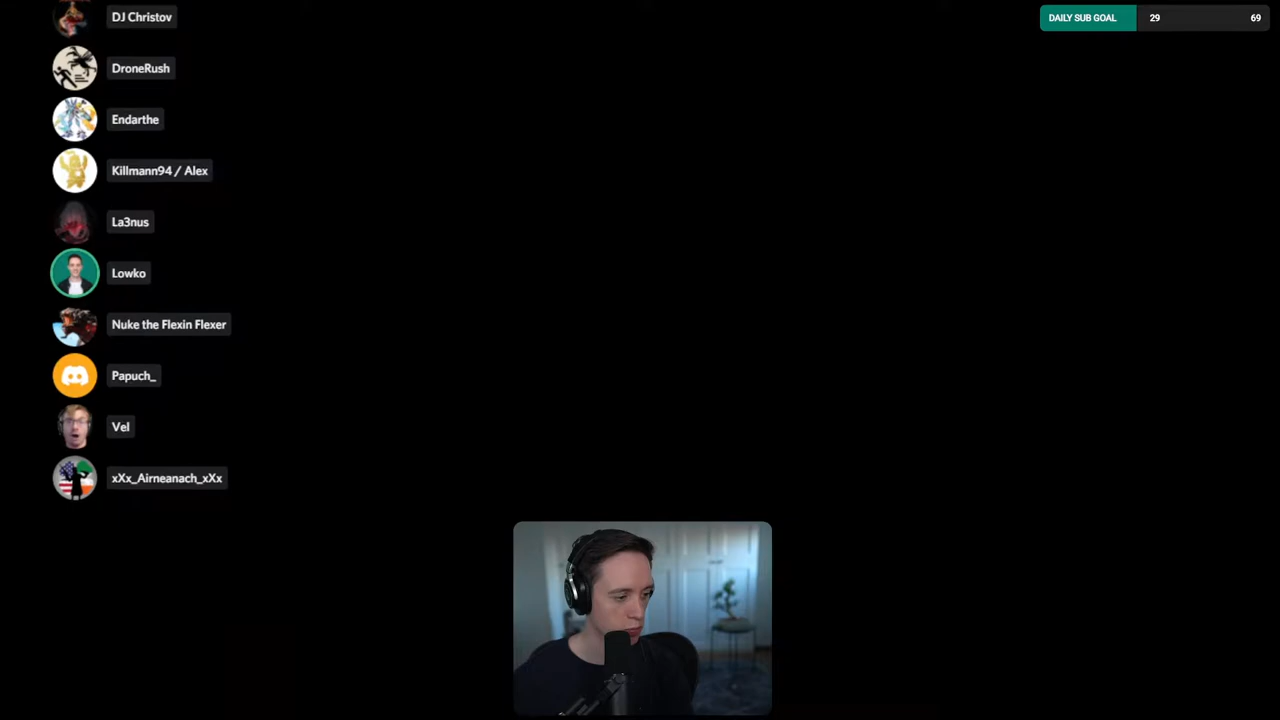 DJ Christov
DAILY SUB GOAL 29 69
DroneRush
Endarthe
Killmann94 / Alex
La3nus
Lowko
Nuke the Flexin Flexer
Papuch_
Vel
xXx_Airneanach_xXx